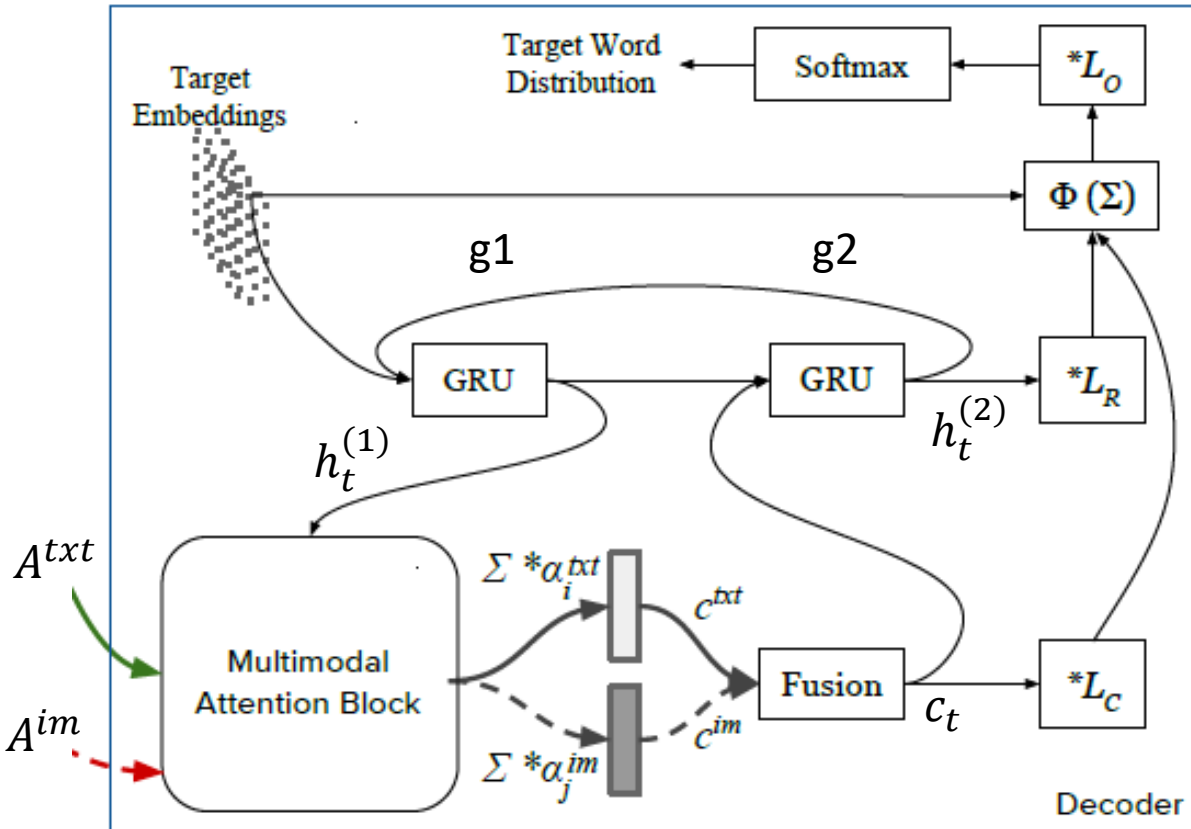 Target Word
Distribution
Softmax
*L_O
Target
Embeddings
Φ (Σ)
g1
g2
GRU
GRU
*L_R
h_t^(1)
h_t^(2)
A^txt
Σ *α_i^txt
c^txt
Multimodal
Attention Block
Fusion
*L_C
c_t
A^im
c^im
Σ *α_j^im
Decoder